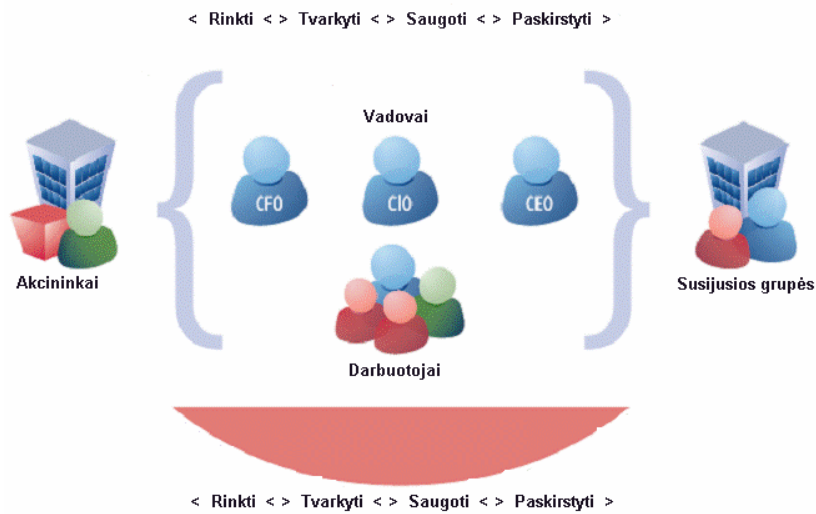 < Rinkti < > Tvarkyti < > Saugoti < > Paskirstyti >
Vadovai
CFO
CIO
CEO
Akcininkai
Susijusios grupės
Darbuotojai
< Rinkti < > Tvarkyti < > Saugoti < > Paskirstyti >